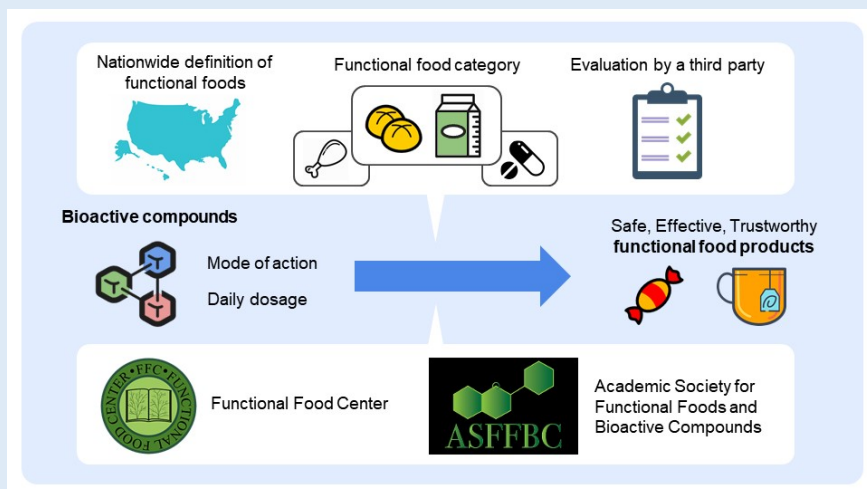 Nationwide definition of
functional foods
Functional food category
Evaluation by a third party
Bioactive compounds
Mode of action
Daily dosage
Safe, Effective, Trustworthy
functional food products
FUNCTIONAL FOOD CENTER • FFC •
Functional Food Center
ASFFBC
Academic Society for
Functional Foods and
Bioactive Compounds